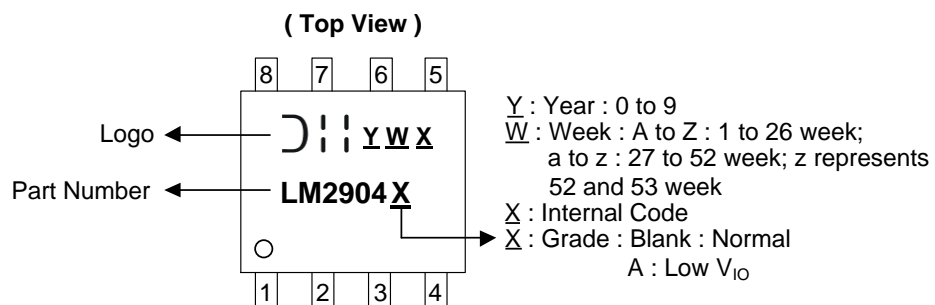 ( Top View )
8 7 6 5
Logo
Y W X
Part Number
LM2904 X
1 2 3 4
Y : Year : 0 to 9
W : Week : A to Z : 1 to 26 week;
a to z : 27 to 52 week; z represents
52 and 53 week
X : Internal Code
X : Grade : Blank : Normal
A : Low VIO